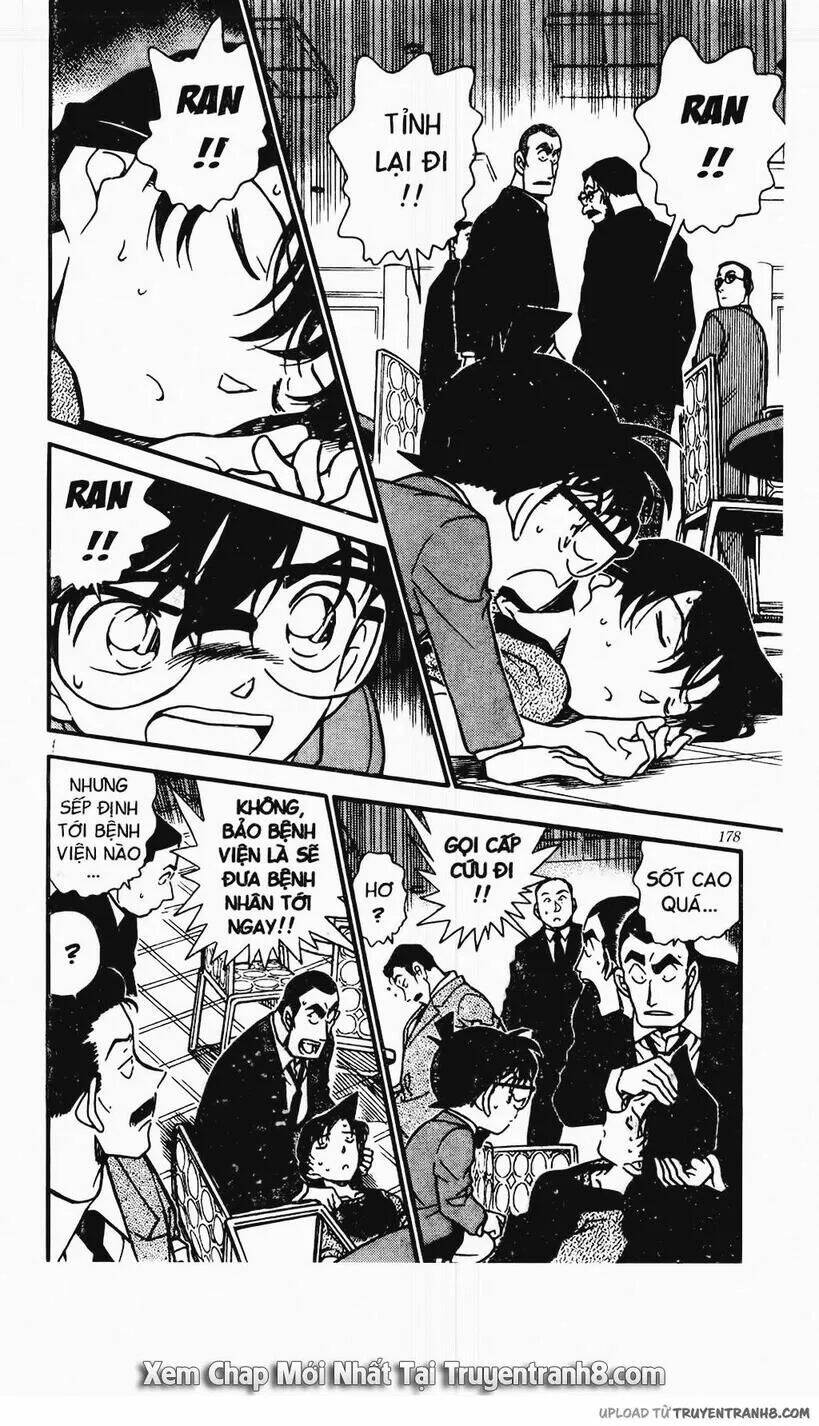 RAN
!!
TỈNH
LẠI ĐI
!!
RAN
!!
RAN
!!
178
SỐT CAO
QUÁ...
GỌI CẤP
CỨU ĐI
!!
HƠ
?
KHÔNG,
BẢO BỆNH
VIỆN LÀ SẼ
ĐƯA BỆNH
NHÂN TỚI
NGAY!!
NHƯNG
SẾP ĐỊNH
TỚI BỆNH
VIỆN NÀO
...
?
Xem Chap Mới Nhất Tại Truyentranh8.com
UPLOAD TỪ TRUYENTRANH8.COM